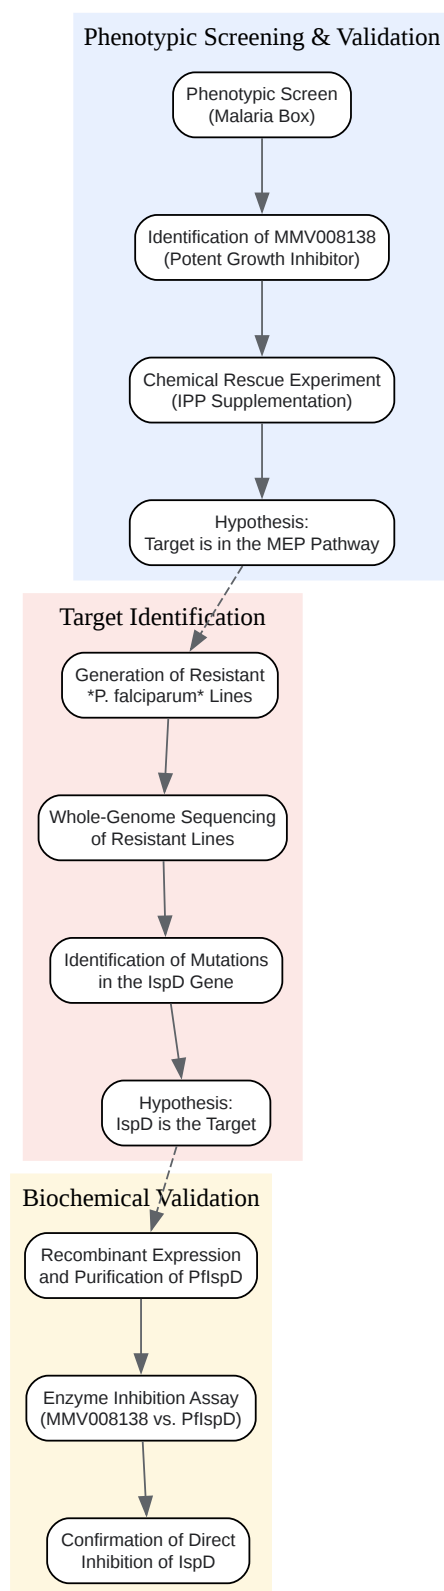 Phenotypic Screening & Validation
Phenotypic Screen
(Malaria Box)
Identification of MMV008138
(Potent Growth Inhibitor)
Chemical Rescue Experiment
(IPP Supplementation)
Hypothesis:
Target is in the MEP Pathway
Target Identification
Generation of Resistant
*P. falciparum* Lines
Whole-Genome Sequencing
of Resistant Lines
Identification of Mutations
in the IspD Gene
Hypothesis:
IspD is the Target
Biochemical Validation
Recombinant Expression
and Purification of PfIspD
Enzyme Inhibition Assay
(MMV008138 vs. PfIspD)
Confirmation of Direct
Inhibition of IspD